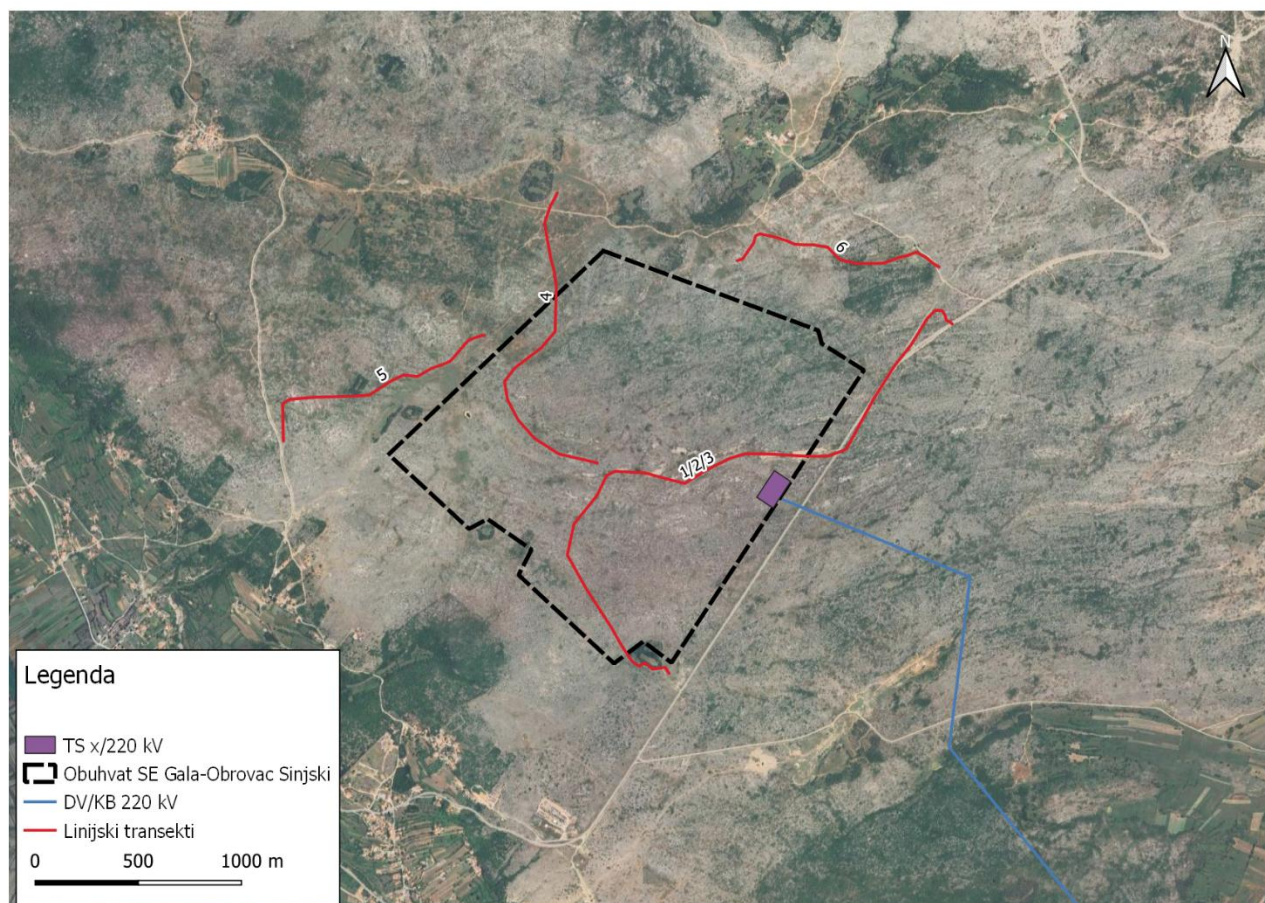 N
6
4
5
1/2/3
Legenda
TS x/220 kV
Obuhvat SE Gala-Obrovac Sinjski
DV/KB 220 kV
Linijski transekti
0 500 1000 m